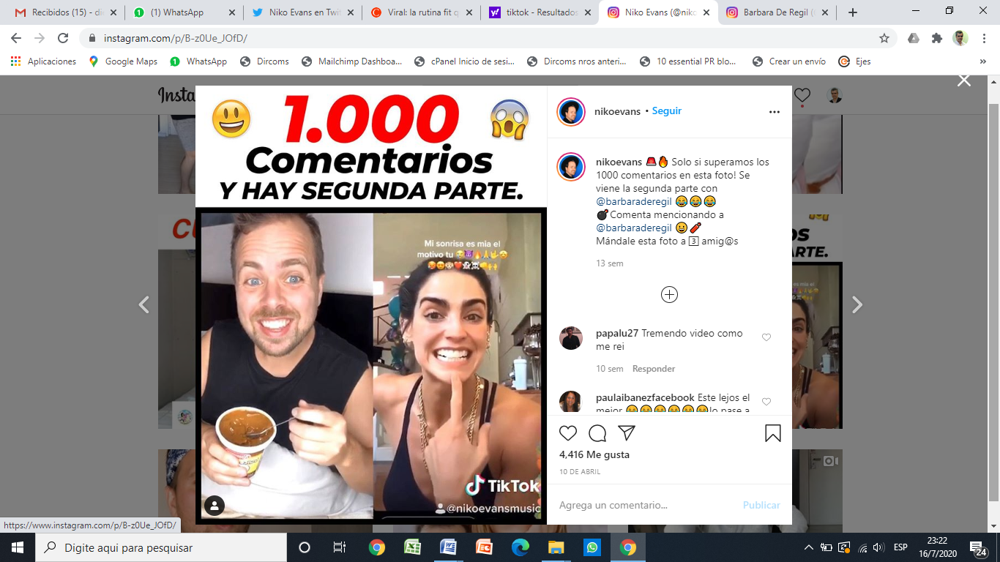 Recibidos (15) - di
(1) WhatsApp
Niko Evans en Twit
Viral: la rutina fit q
tiktok - Resultados
Niko Evans (@niko
Barbara De Regil (
instagram.com/p/B-z0Ue_JOfD/
Aplicaciones
Google Maps
WhatsApp
Dircoms
Mailchimp Dashboa...
cPanel Inicio de sesi...
Dircoms nros anteri...
10 essential PR blo...
Crear un envío
Ejes
»
Insta
1.000
Comentarios
Y HAY SEGUNDA PARTE.
Mi sonrisa es mia el
motivo tu
TikTok
@nikoevansmusic
nikoevans • Seguir
nikoevans 🚨🔥 Solo si superamos los
1000 comentarios en esta foto! Se
viene la segunda parte con
@barbaraderegil 😂😂😂
💣Comenta mencionando a
@barbaraderegil 😀🧨
Mándale esta foto a 3 amig@s
13 sem
papalu27 Tremendo video como
me rei
10 sem Responder
paulaibanezfacebook Este lejos el
mejor 😄😄😄😄😄😄lo pase a
4,416 Me gusta
10 DE ABRIL
Agrega un comentario...
Publicar
OS
ARTE.
https://www.instagram.com/p/B-z0Ue_JOfD/
Digite aqui para pesquisar
ESP
23:22
16/7/2020
24